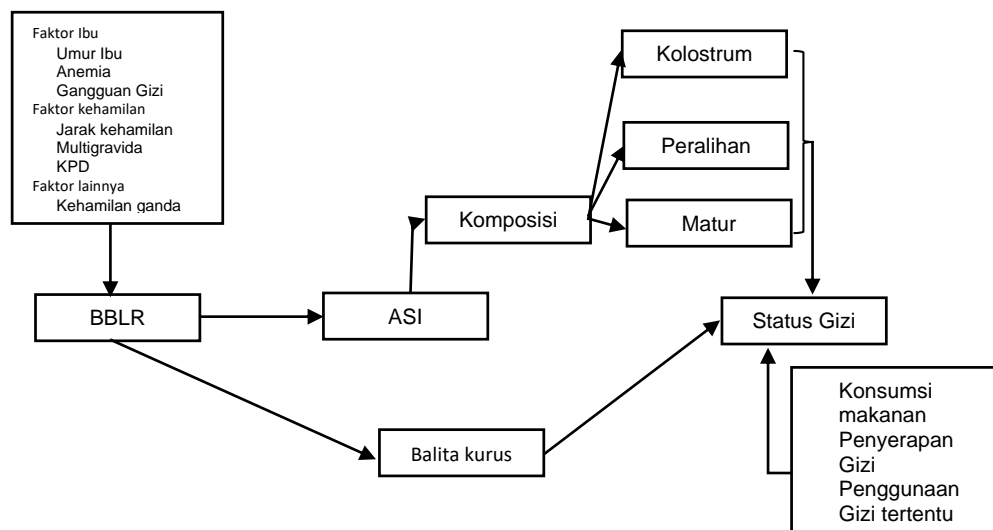 Faktor Ibu
Umur Ibu
Anemia
Gangguan Gizi
Faktor kehamilan
Jarak kehamilan
Multigravida
KPD
Faktor lainnya
Kehamilan ganda
Kolostrum
Peralihan
Komposisi
Matur
BBLR
ASI
Status Gizi
Balita kurus
Konsumsi
makanan
Penyerapan
Gizi
Penggunaan
Gizi tertentu